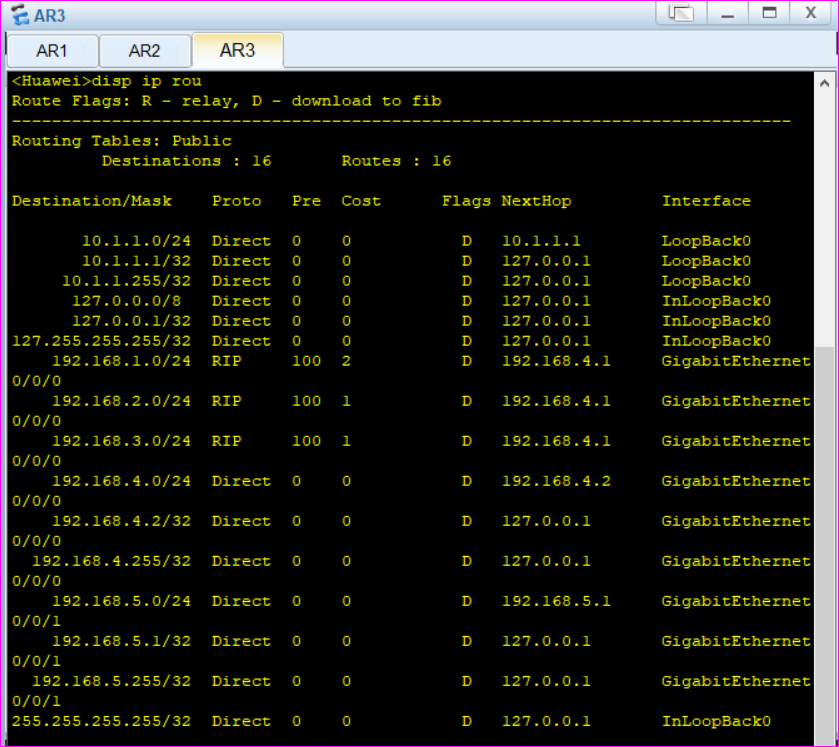 AR3
X
AR1 AR2 AR3
<Huawei>disp ip rou
Route Flags: R - relay, D - download to fib
------------------------------------------------------------------------------
Routing Tables: Public
         Destinations : 16       Routes : 16

Destination/Mask    Proto   Pre  Cost      Flags NextHop         Interface

       10.1.1.0/24  Direct  0    0           D   10.1.1.1        LoopBack0
       10.1.1.1/32  Direct  0    0           D   127.0.0.1       LoopBack0
     10.1.1.255/32  Direct  0    0           D   127.0.0.1       LoopBack0
      127.0.0.0/8   Direct  0    0           D   127.0.0.1       InLoopBack0
      127.0.0.1/32  Direct  0    0           D   127.0.0.1       InLoopBack0
127.255.255.255/32  Direct  0    0           D   127.0.0.1       InLoopBack0
    192.168.1.0/24  RIP     100  2           D   192.168.4.1     GigabitEthernet
0/0/0
    192.168.2.0/24  RIP     100  1           D   192.168.4.1     GigabitEthernet
0/0/0
    192.168.3.0/24  RIP     100  1           D   192.168.4.1     GigabitEthernet
0/0/0
    192.168.4.0/24  Direct  0    0           D   192.168.4.2     GigabitEthernet
0/0/0
    192.168.4.2/32  Direct  0    0           D   127.0.0.1       GigabitEthernet
0/0/0
  192.168.4.255/32  Direct  0    0           D   127.0.0.1       GigabitEthernet
0/0/0
    192.168.5.0/24  Direct  0    0           D   192.168.5.1     GigabitEthernet
0/0/1
    192.168.5.1/32  Direct  0    0           D   127.0.0.1       GigabitEthernet
0/0/1
  192.168.5.255/32  Direct  0    0           D   127.0.0.1       GigabitEthernet
0/0/1
255.255.255.255/32  Direct  0    0           D   127.0.0.1       InLoopBack0